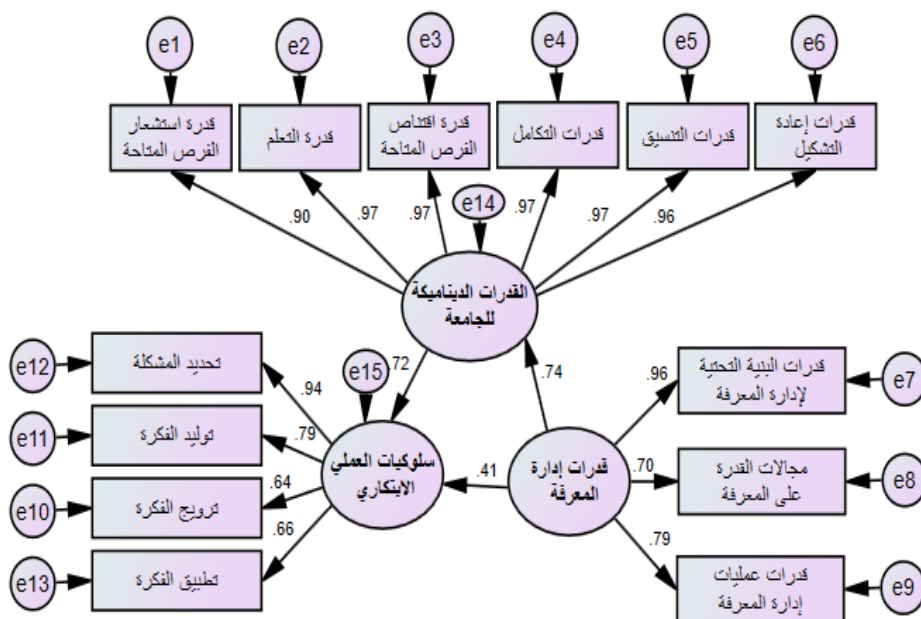 e1
e2
e3
e4
e5
e6
قدرة استشعار
الفرص المتاحة
قدرة التعلم
قدرة اقتناص
الفرص المتاحة
قدرات التكامل
قدرات التنسيق
قدرات إعادة
التشكيل
.90
.97
.97
.97
.97
.96
e14
القدرات الديناميكة
للجامعة
e12
تحديد المشكلة
e15
.72
.74
قدرات البنية التحتية
لإدارة المعرفة
e7
.94
.96
e11
توليد الفكرة
.79
سلوكيات العملي
الابتكاري
.41
قدرات إدارة
المعرفة
.70
مجالات القدرة
على المعرفة
e8
e10
ترويج الفكرة
.64
.66
.79
e13
تطبيق الفكرة
قدرات عمليات
إدارة المعرفة
e9